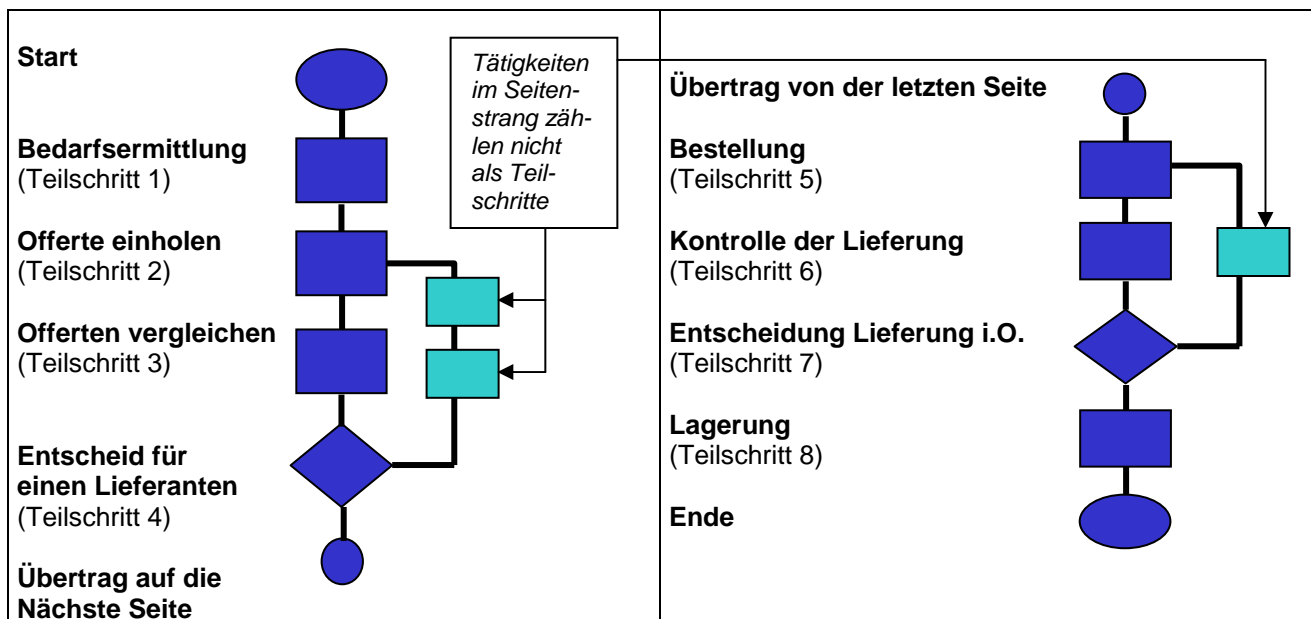 Start
Bedarfsermittlung
(Teilschritt 1)
Offerte einholen
(Teilschritt 2)
Offerten vergleichen
(Teilschritt 3)
Entscheid für
einen Lieferanten
(Teilschritt 4)
Übertrag auf die
Nächste Seite
Tätigkeiten
im Seiten-
strang zäh-
len nicht
als Teil-
schritte
Übertrag von der letzten Seite
Bestellung
(Teilschritt 5)
Kontrolle der Lieferung
(Teilschritt 6)
Entscheidung Lieferung i.O.
(Teilschritt 7)
Lagerung
(Teilschritt 8)
Ende